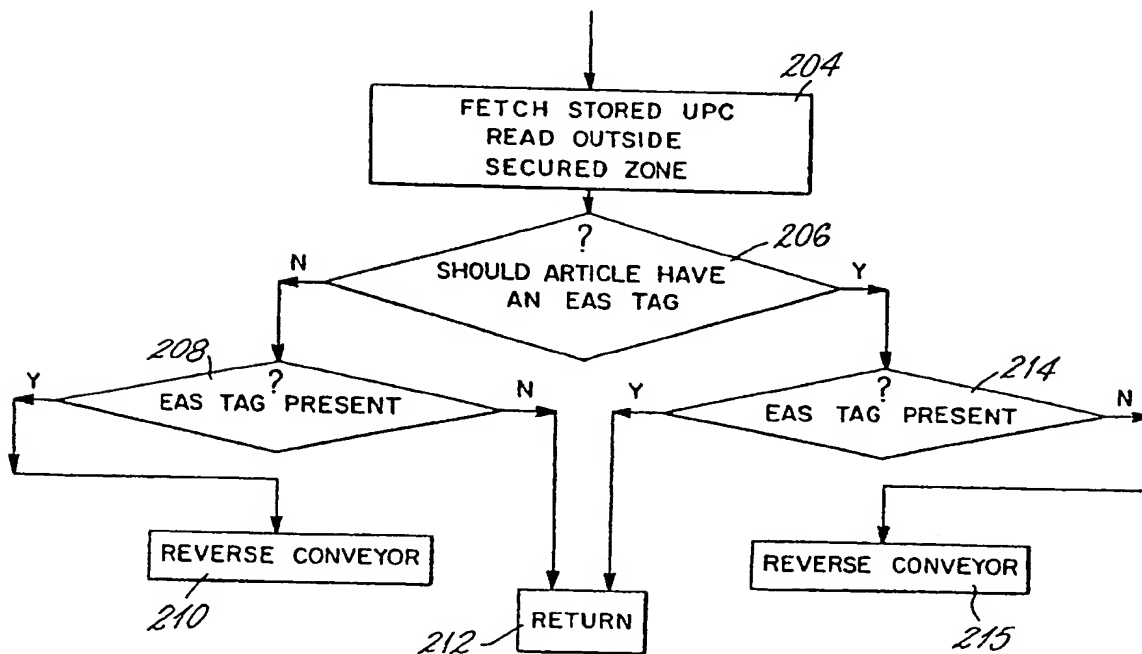 204
FETCH STORED UPC
READ OUTSIDE
SECURED ZONE
206
?
SHOULD ARTICLE HAVE
AN EAS TAG
N
Y
208
?
EAS TAG PRESENT
Y
N
214
?
EAS TAG PRESENT
Y
N
REVERSE CONVEYOR
210
RETURN
212
REVERSE CONVEYOR
215